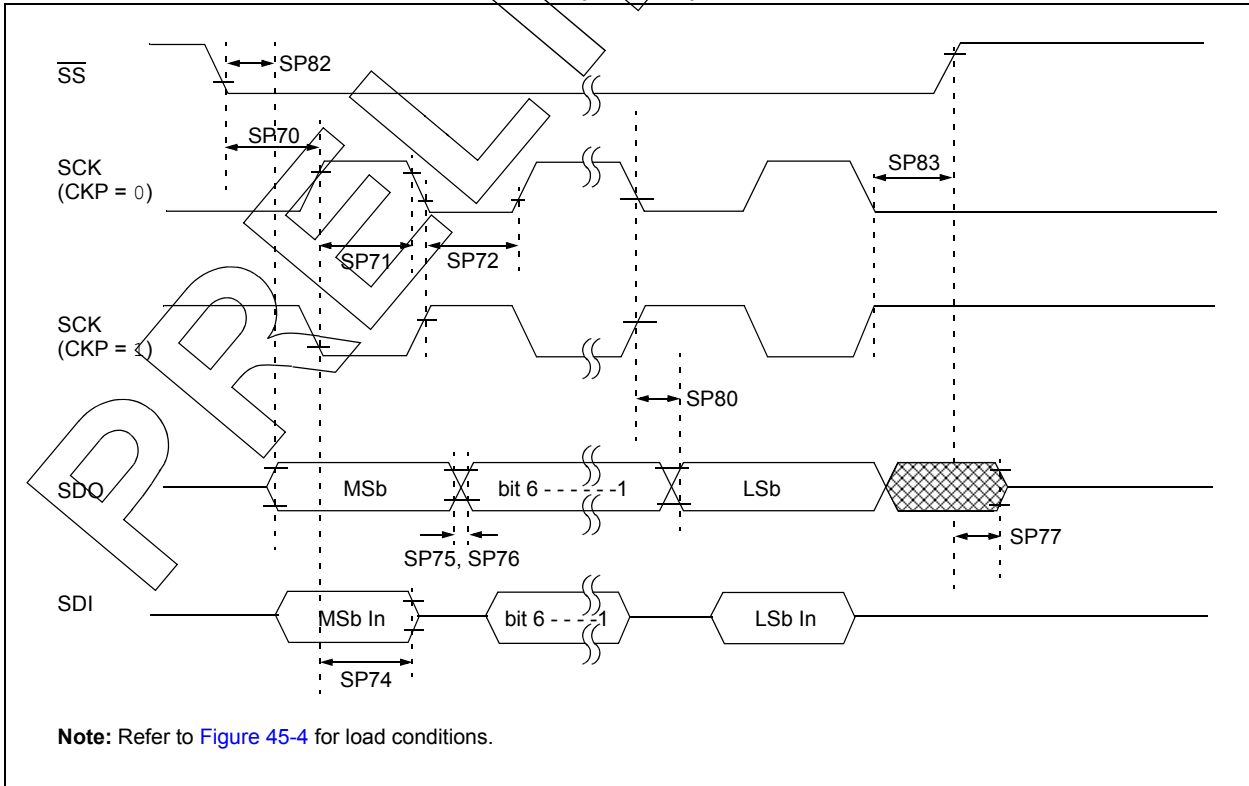 SS
SP82
SP70
SCK
(CKP = 0)
SP83
SP71
SP72
SCK
(CKP = 1)
SP80
SDO
MSb
bit 6 - - - - - -1
LSb
SP77
SP75, SP76
SDI
MSb In
bit 6 - - - -1
LSb In
SP74
Note: Refer to Figure 45-4 for load conditions.